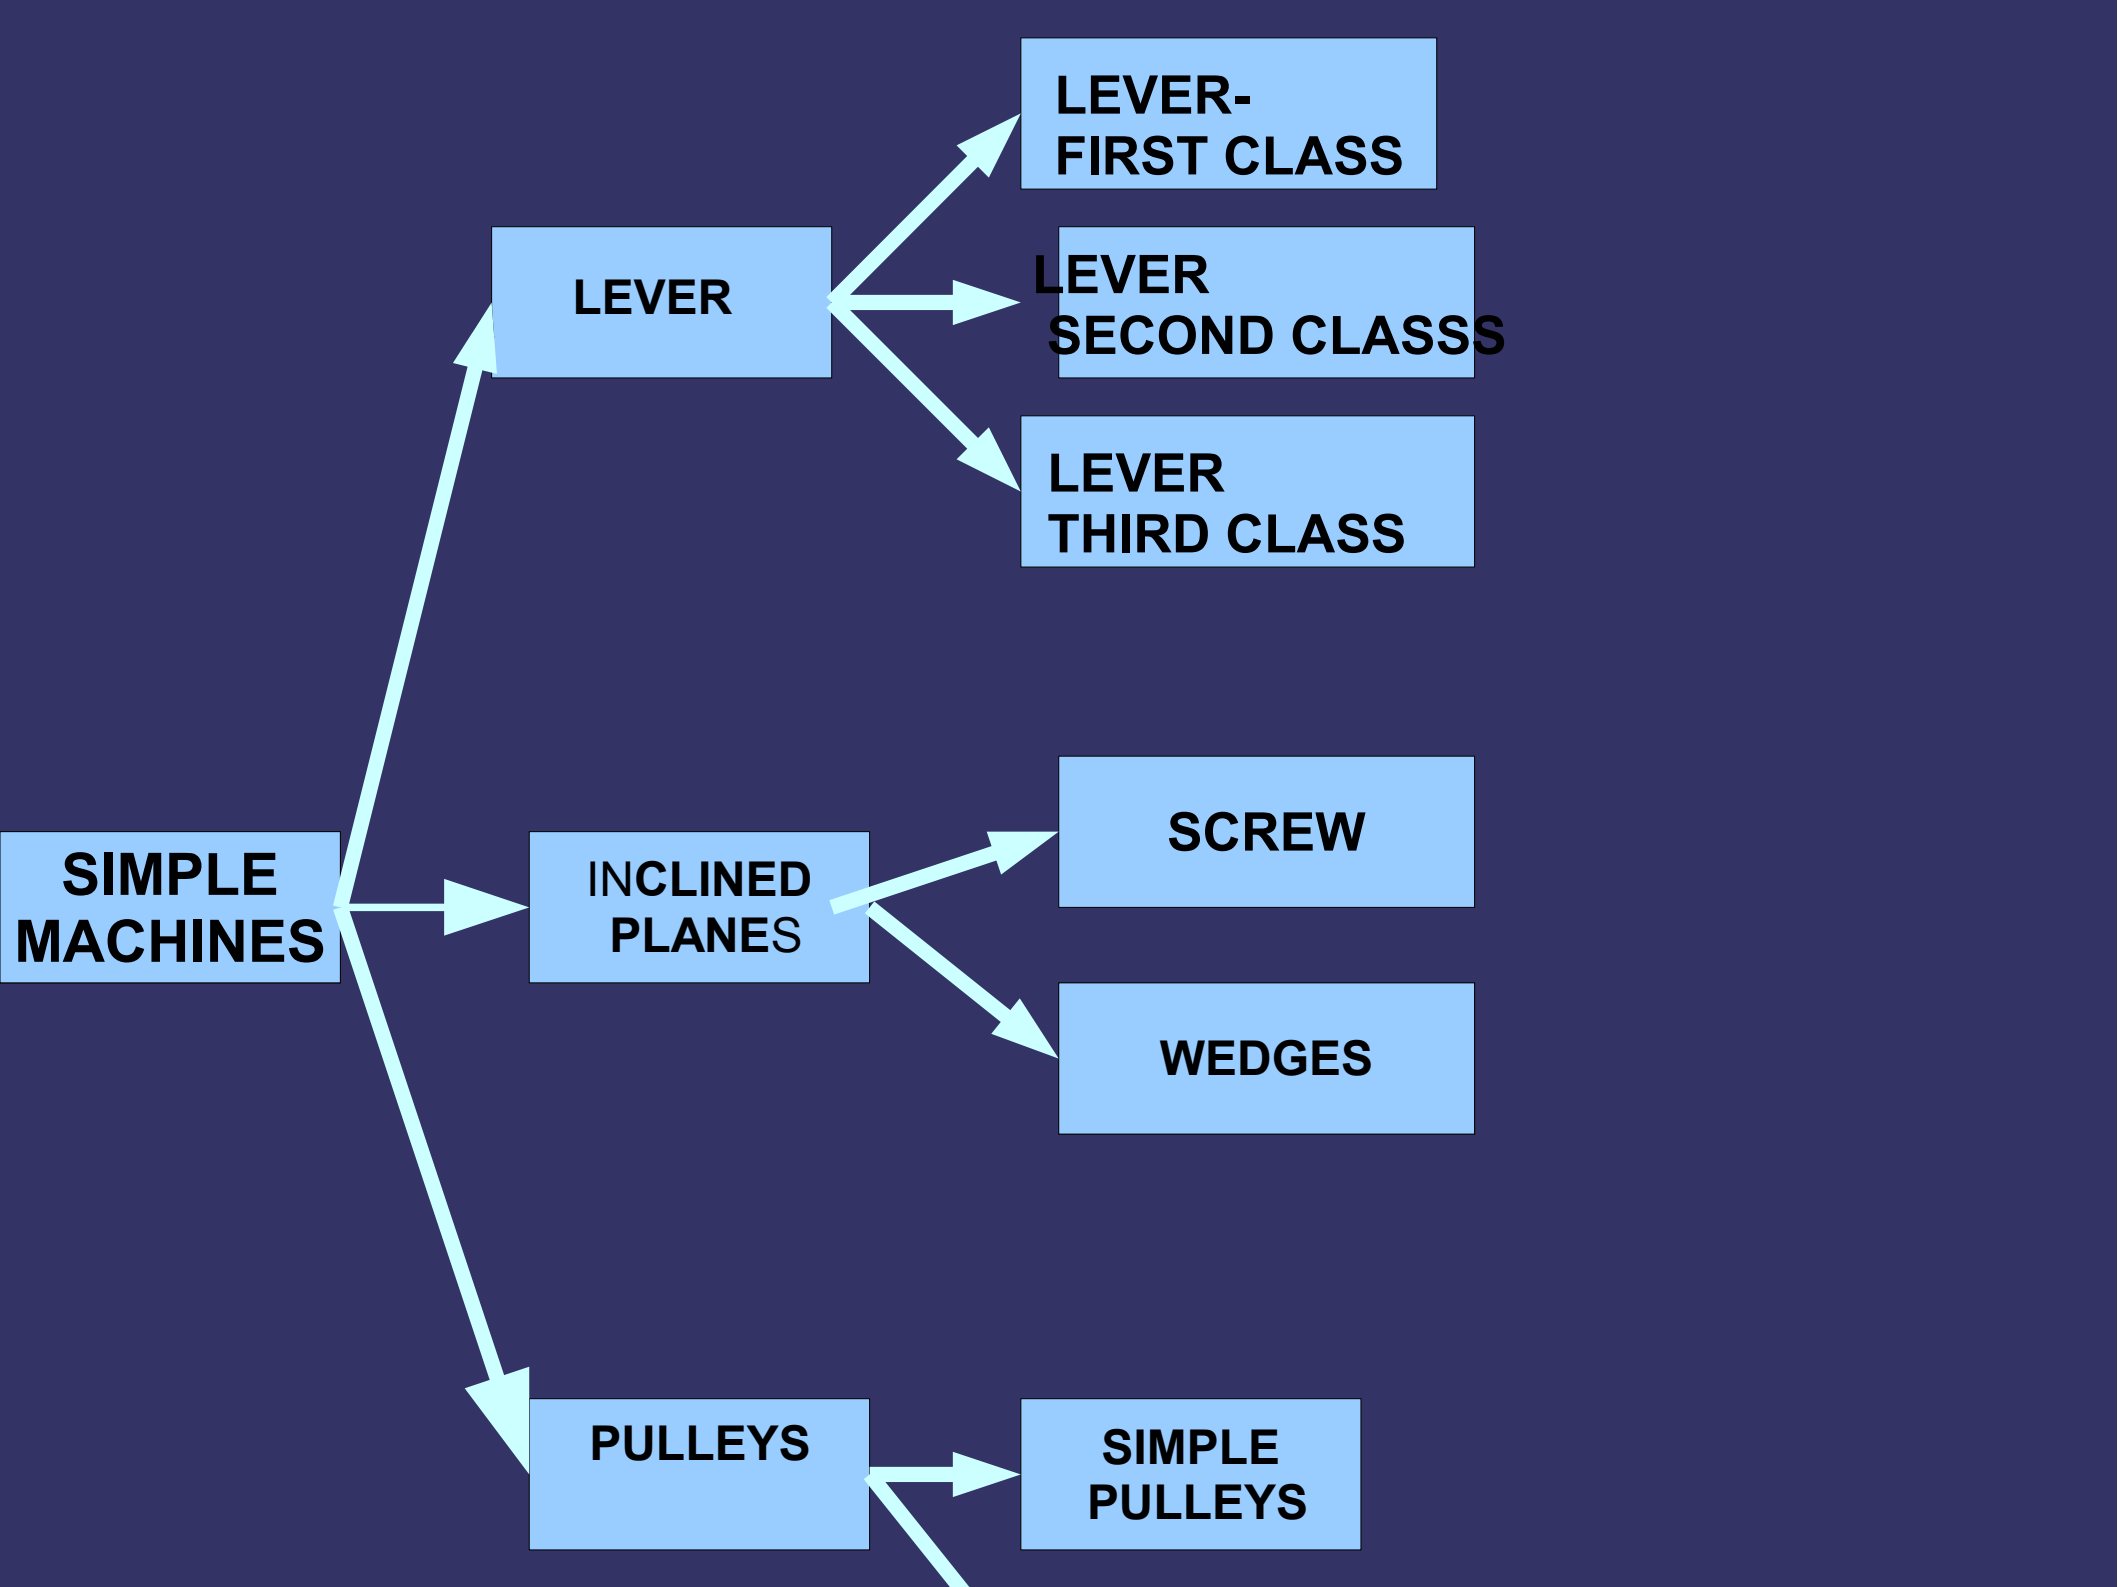 LEVER-
FIRST CLASS
LEVER
LEVER
SECOND CLASSS
LEVER
THIRD CLASS
SIMPLE
MACHINES
INCLINED
PLANES
SCREW
WEDGES
PULLEYS
SIMPLE
PULLEYS